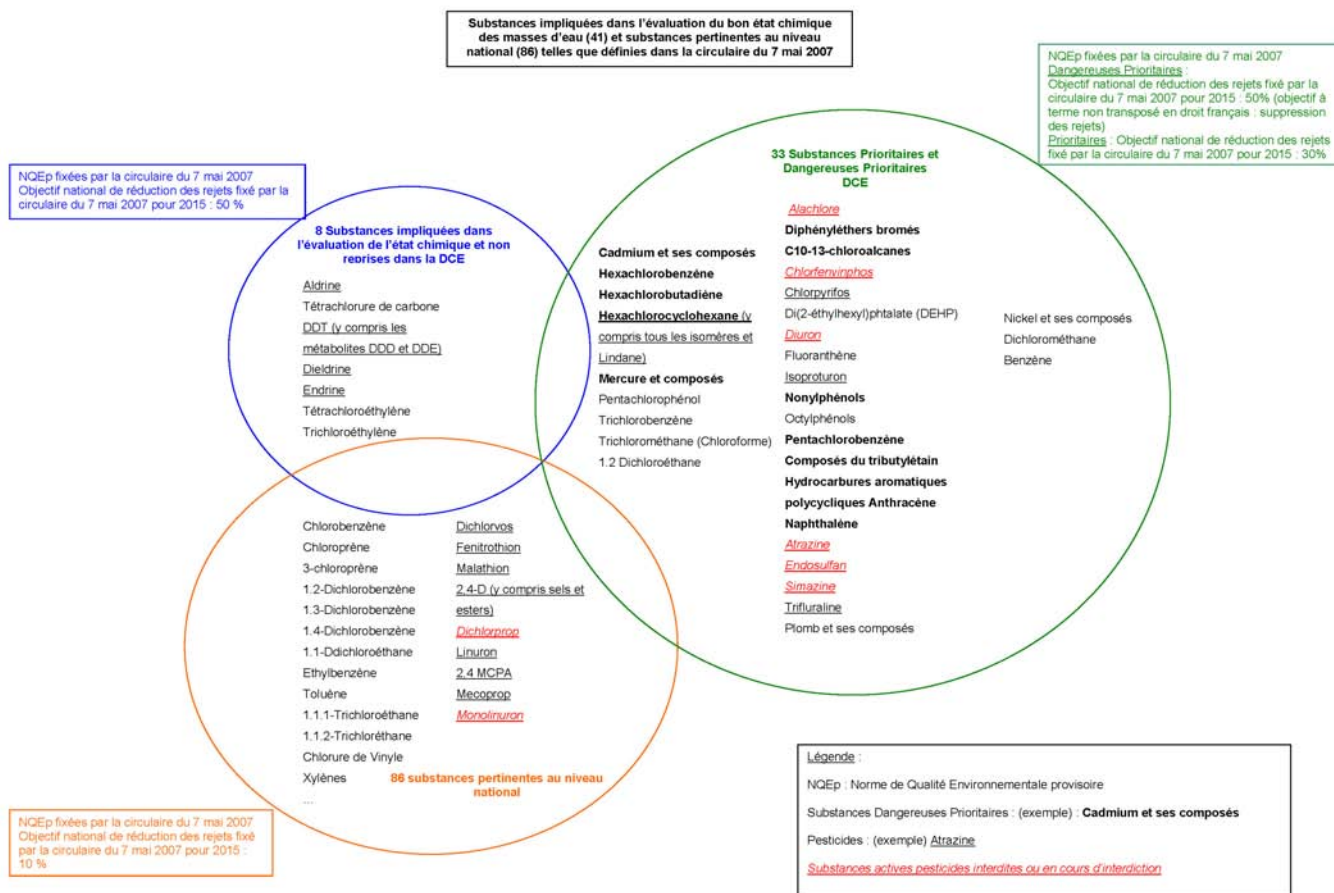 Substances impliquées dans l'évaluation du bon état chimique
des masses d'eau (41) et substances pertinentes au niveau
national (86) telles que définies dans la circulaire du 7 mai 2007
NQEp fixées par la circulaire du 7 mai 2007
Dangereuses Prioritaires :
Objectif national de réduction des rejets fixé par la
circulaire du 7 mai 2007 pour 2015 : 50% (objectif à
terme non transposé en droit français : suppression
des rejets)
Prioritaires : Objectif national de réduction des rejets
fixé par la circulaire du 7 mai 2007 pour 2015 : 30%
NQEp fixées par la circulaire du 7 mai 2007
Objectif national de réduction des rejets fixé par la
circulaire du 7 mai 2007 pour 2015 : 50 %
8 Substances impliquées dans
l'évaluation de l'état chimique et non
reprises dans la DCE
Aldrine
Tétrachlorure de carbone
DDT (y compris les
métabolites DDD et DDE)
Dieldrine
Endrine
Tétrachloroéthylène
Trichloroéthylène
33 Substances Prioritaires et
Dangereuses Prioritaires
DCE
Cadmium et ses composés
Hexachlorobenzène
Hexachlorobutadiène
Hexachlorocyclohexane (y
compris tous les isomères et
Lindane)
Mercure et composés
Pentachlorophénol
Trichlorobenzène
Trichlorométhane (Chloroforme)
1.2 Dichloroéthane
Alachlore
Diphényléthers bromés
C10-13-chloroalcanes
Chlorfenvinphos
Chlorpyrifos
Di(2-éthylhexyl)phtalate (DEHP)
Diuron
Fluoranthène
Isoproturon
Nonylphénols
Octylphénols
Pentachlorobenzène
Composés du tributylétain
Hydrocarbures aromatiques
polycycliques Anthracène
Naphthalène
Atrazine
Endosulfan
Simazine
Trifluraline
Plomb et ses composés
Nickel et ses composés
Dichlorométhane
Benzène
Chlorobenzène
Chloroprène
3-chloroprène
1.2-Dichlorobenzène
1.3-Dichlorobenzène
1.4-Dichlorobenzène
1.1-Ddichloroéthane
Ethylbenzène
Toluène
1.1.1-Trichloroéthane
1.1.2-Trichloréthane
Chlorure de Vinyle
Xylènes
...
Dichlorvos
Fenitrothion
Malathion
2,4-D (y compris sels et
esters)
Dichlorprop
Linuron
2,4 MCPA
Mecoprop
Monolinuron
86 substances pertinentes au niveau
national
NQEp fixées par la circulaire du 7 mai 2007
Objectif national de réduction des rejets fixé
par la circulaire du 7 mai 2007 pour 2015 :
10 %
Légende :
NQEp : Norme de Qualité Environnementale provisoire
Substances Dangereuses Prioritaires : (exemple) : Cadmium et ses composés
Pesticides : (exemple) Atrazine
Substances actives pesticides interdites ou en cours d'interdiction